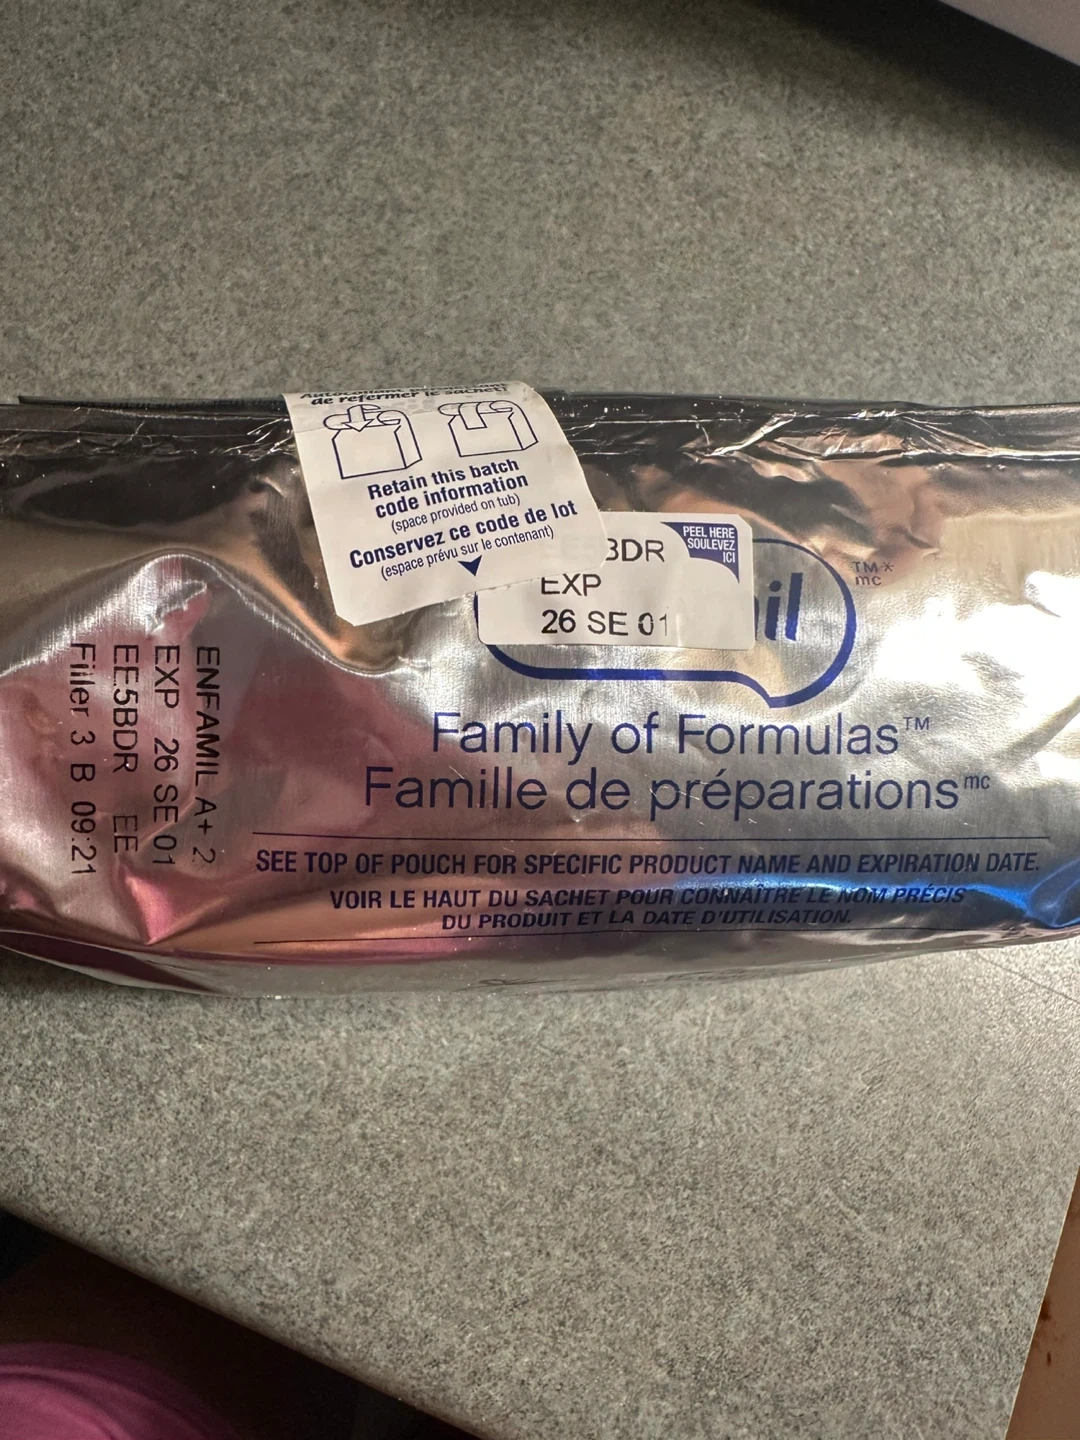 de refermer le sachet!
Retain this batch
code information
(space provided on tub)
Conservez ce code de lot
(espace prévu sur le contenant)
BDR
PEEL HERE
SOULEVEZ
ICI
EXP
26 SE 01
il
TM*
mc
Family of Formulas™
Famille de préparations mc
SEE TOP OF POUCH FOR SPECIFIC PRODUCT NAME AND EXPIRATION DATE.
VOIR LE HAUT DU SACHET POUR CONNAÎTRE LE NOM PRÉCIS
DU PRODUIT ET LA DATE D'UTILISATION.
ENFAMIL A+ 2
EXP 26 SE 01
EE5BDR EE
Filler 3 B 09:21